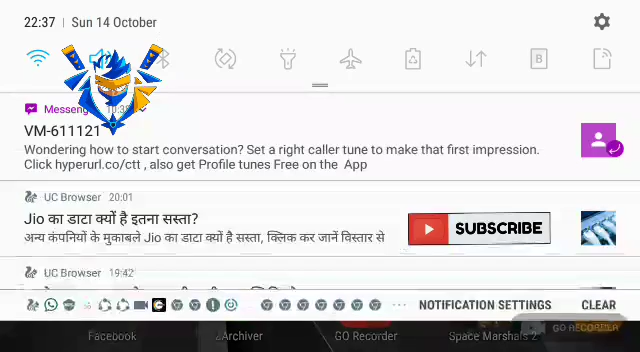 22:37 | Sun 14 October
Messeng
VM-611121
Wondering how to start conversation? Set a right caller tune to make that first impression.
Click hyperurl.co/ctt , also get Profile tunes Free on the App
UC Browser 20:01
Jio का डाटा क्यों है इतना सस्ता?
अन्य कंपनियों के मुकाबले Jio का डाटा क्यों है सस्ता, क्लिक कर जानें विस्तार से
SUBSCRIBE
UC Browser 19:42
NOTIFICATION SETTINGS CLEAR
Facebook ZArchiver GO Recorder Space Marshals 2
GO RECORDER